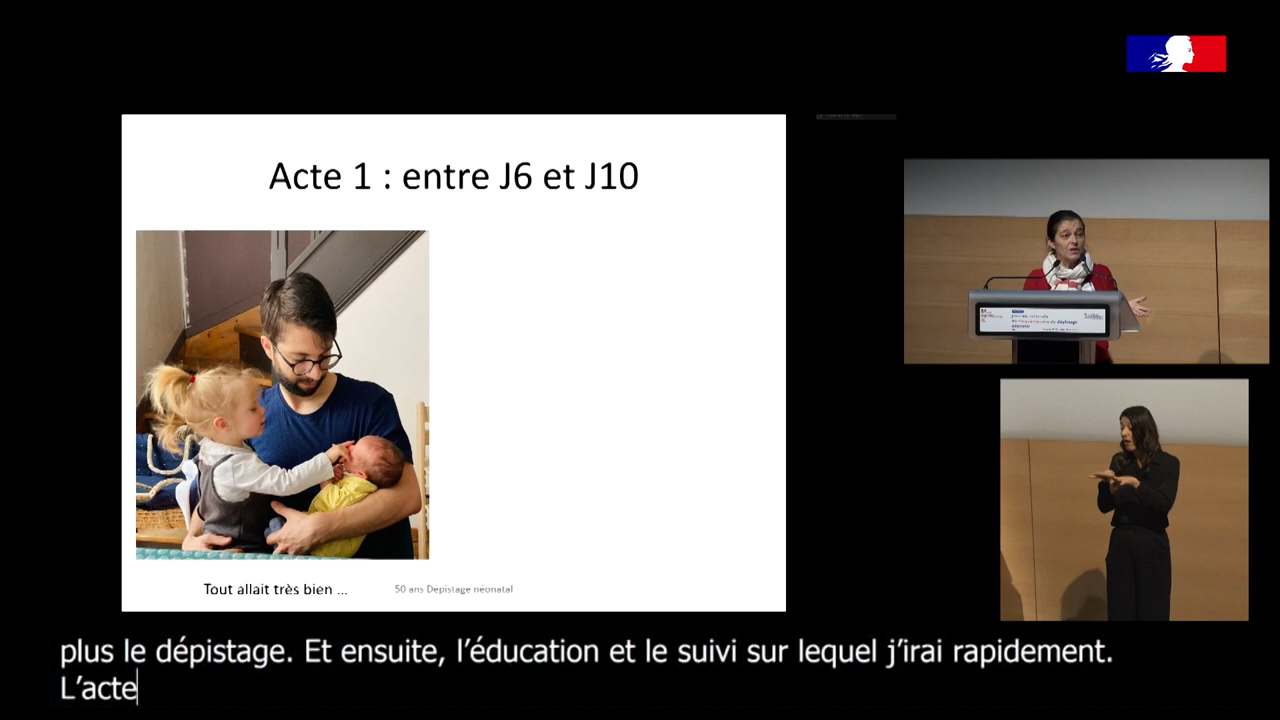 Acte 1 : entre J6 et J10
Tout allait très bien ...
50 ans Dépistage néonatal
plus le dépistage. Et ensuite, l’éducation et le suivi sur lequel j’irai rapidement.
L’acte